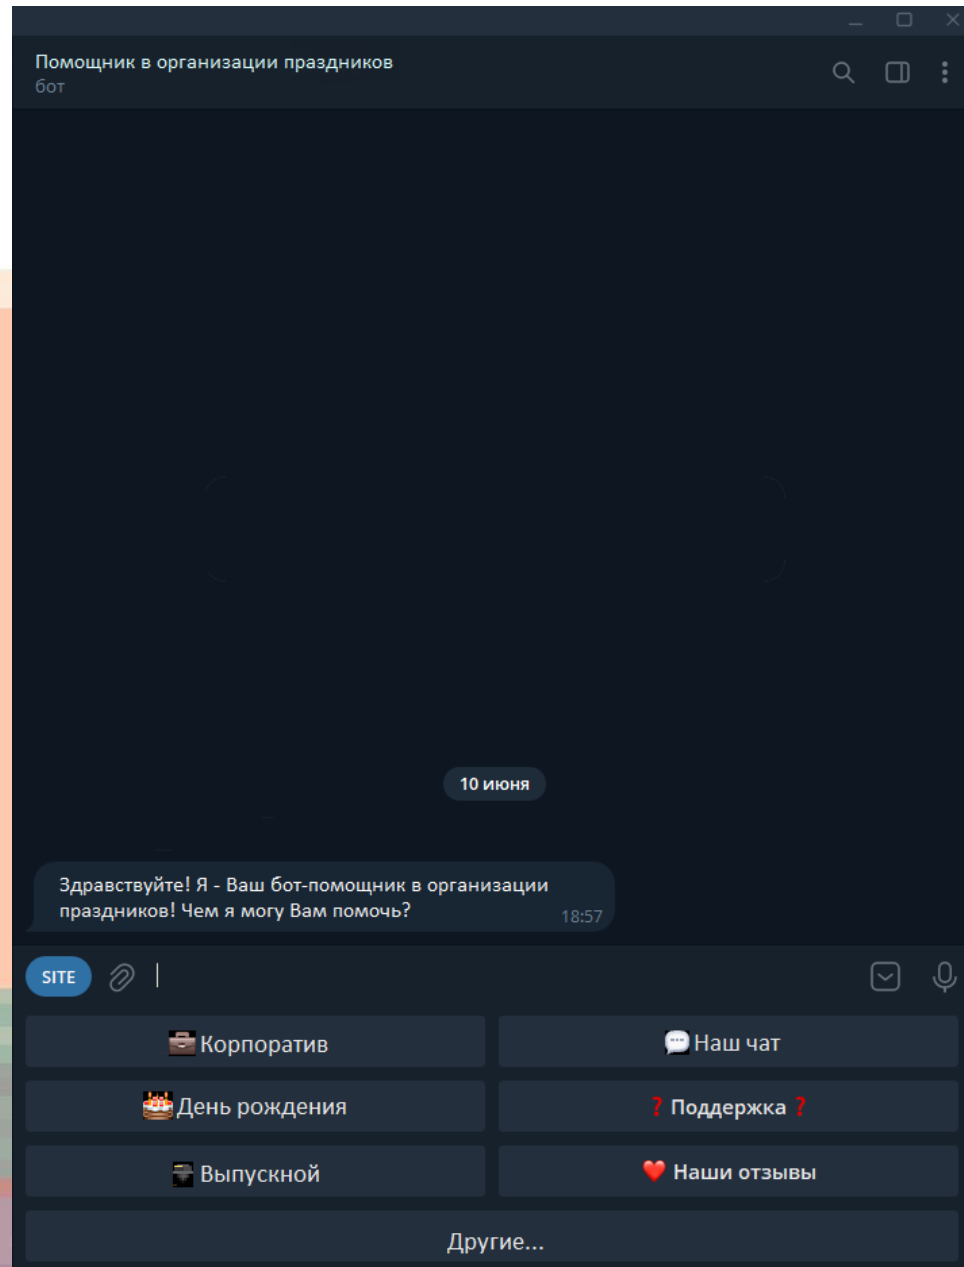 Помощник в организации праздников
бот
10 июня
Здравствуйте! Я - Ваш бот-помощник в организации
праздников! Чем я могу Вам помочь?
18:57
SITE
💼Корпоратив
💬Наш чат
🎂День рождения
❓ Поддержка ❓
🎓Выпускной
❤️ Наши отзывы
Другие...